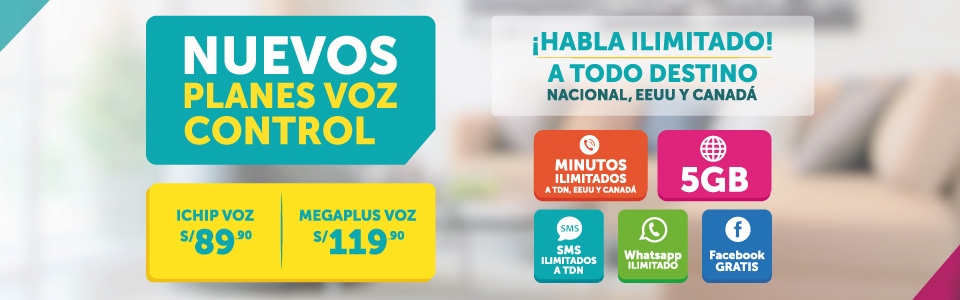 NUEVOS
PLANES VOZ
CONTROL
ICHIP VOZ
S/89.90
MEGAPLUS VOZ
S/119.90
¡HABLA ILIMITADO!
A TODO DESTINO
NACIONAL, EEUU Y CANADÁ
MINUTOS
ILIMITADOS
A TDN, EEUU Y CANADÁ
5GB
SMS
SMS
ILIMITADOS
A TDN
Whatsapp
ILIMITADO
Facebook
GRATIS